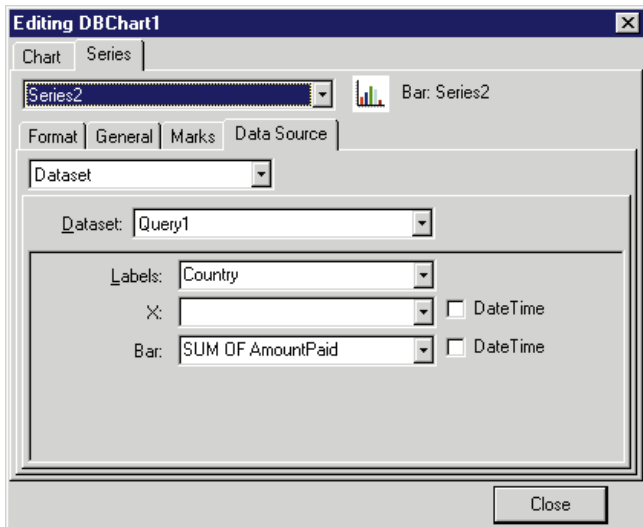 Editing DBChart1
Chart Series
Series2 Bar: Series2
Format General Marks Data Source
Dataset
Dataset: Query1
Labels: Country
X: DateTime
Bar: SUM OF AmountPaid DateTime
Close